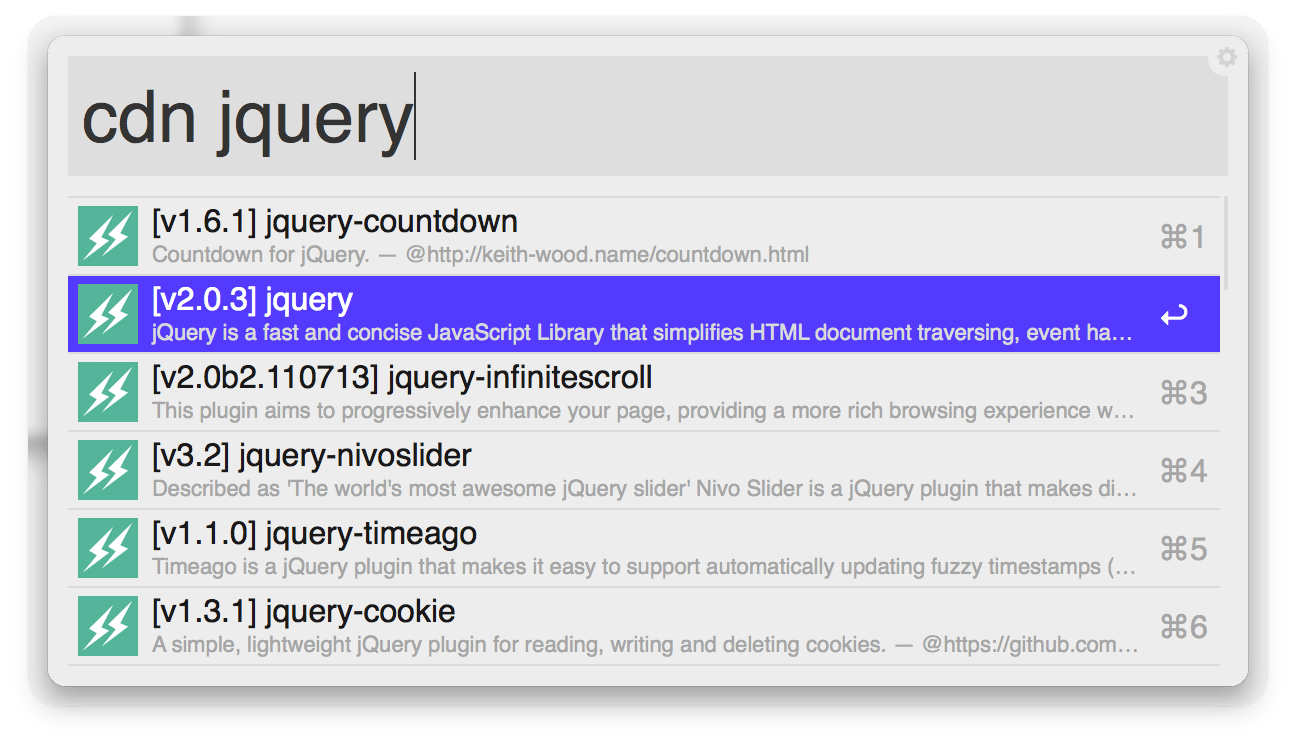 cdn jquery
[v1.6.1] jquery-countdown
Countdown for jQuery. — @http://keith-wood.name/countdown.html
⌘1
[v2.0.3] jquery
jQuery is a fast and concise JavaScript Library that simplifies HTML document traversing, event ha…
[v2.0b2.110713] jquery-infinitescroll
This plugin aims to progressively enhance your page, providing a more rich browsing experience w…
⌘3
[v3.2] jquery-nivoslider
Described as 'The world's most awesome jQuery slider' Nivo Slider is a jQuery plugin that makes di…
⌘4
[v1.1.0] jquery-timeago
Timeago is a jQuery plugin that makes it easy to support automatically updating fuzzy timestamps (…
⌘5
[v1.3.1] jquery-cookie
A simple, lightweight jQuery plugin for reading, writing and deleting cookies. — @https://github.com…
⌘6